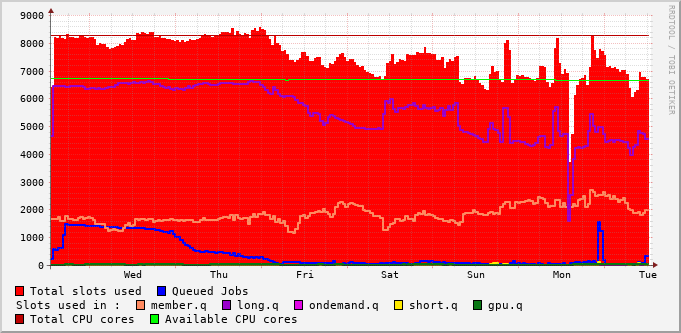 9000
8000
7000
6000
5000
4000
3000
2000
1000
0
Wed Thu Fri Sat Sun Mon Tue
Total slots used Queued Jobs
Slots used in : member.q long.q ondemand.q short.q gpu.q
Total CPU cores Available CPU cores
RRDTOOL / TOBI OETIKER